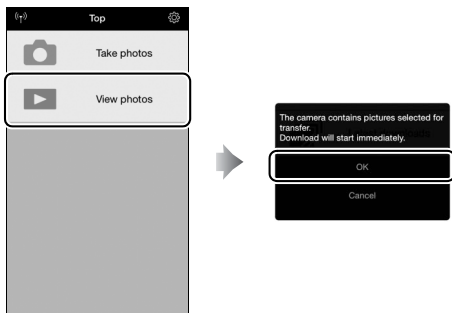 Top
Take photos
View photos
The camera contains pictures selected for
transfer.
Download will start immediately.
OK
Cancel